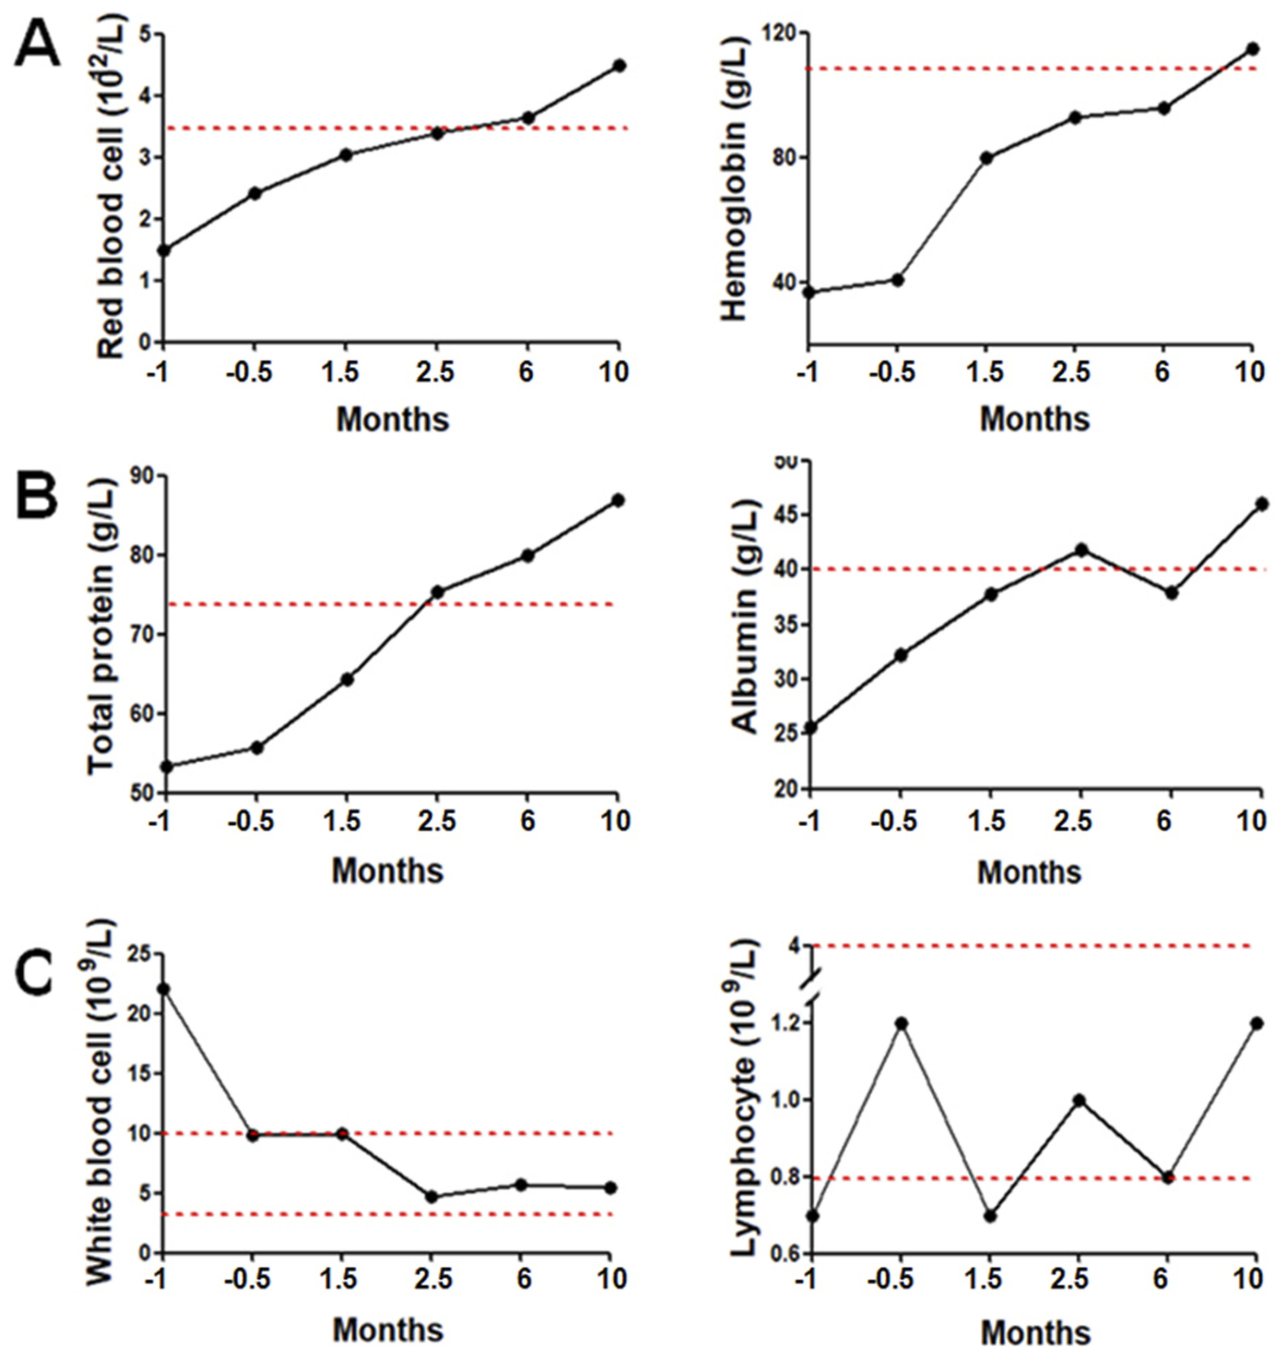 A
Red blood cell (10¹²/L)
5
4
3
2
1
0
-1 -0.5 1.5 2.5 6 10
Months
Hemoglobin (g/L)
120
80
40
-1 -0.5 1.5 2.5 6 10
Months
B
Total protein (g/L)
90
80
70
60
50
-1 -0.5 1.5 2.5 6 10
Months
Albumin (g/L)
50
45
40
35
30
25
20
-1 -0.5 1.5 2.5 6 10
Months
C
White blood cell (10⁹/L)
25
20
15
10
5
0
-1 -0.5 1.5 2.5 6 10
Months
Lymphocyte (10⁹/L)
4
1.2
1.0
0.8
0.6
-1 -0.5 1.5 2.5 6 10
Months